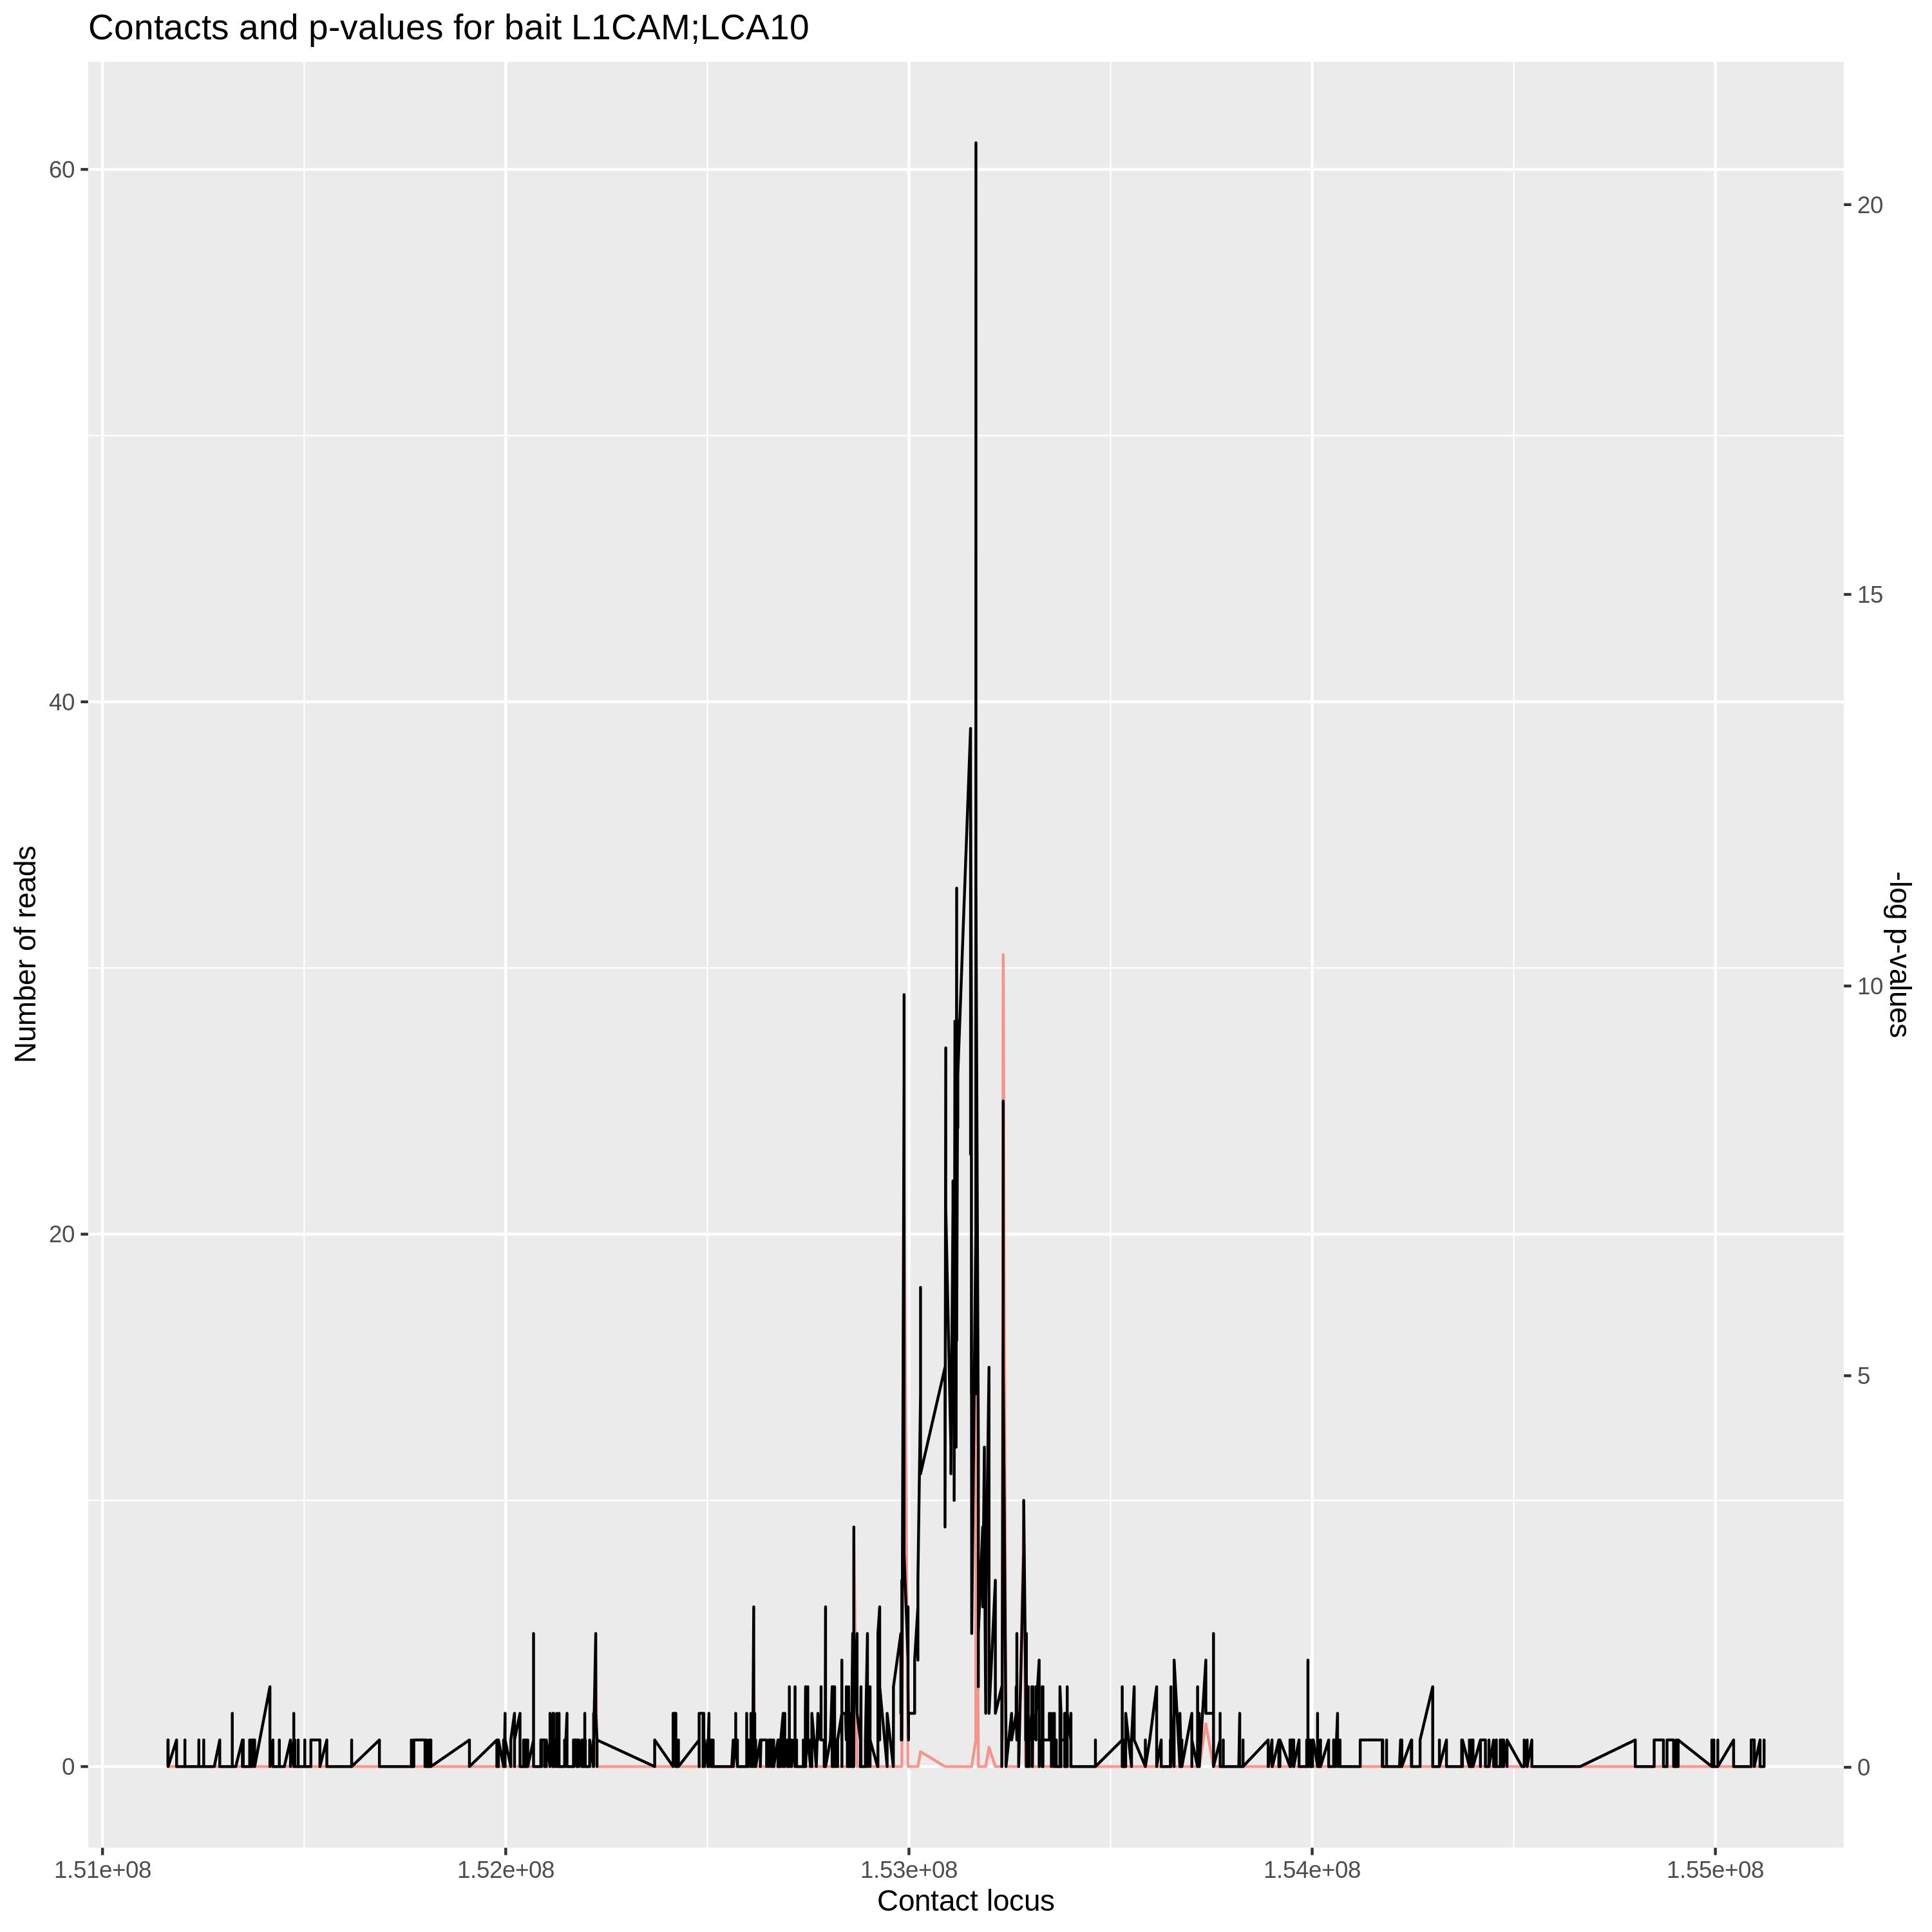 Contacts and p-values for bait L1CAM;LCA10
60
40
20
0
Number of reads
20
15
10
5
0
-log p-values
1.51e+08
1.52e+08
1.53e+08
1.54e+08
1.55e+08
Contact locus